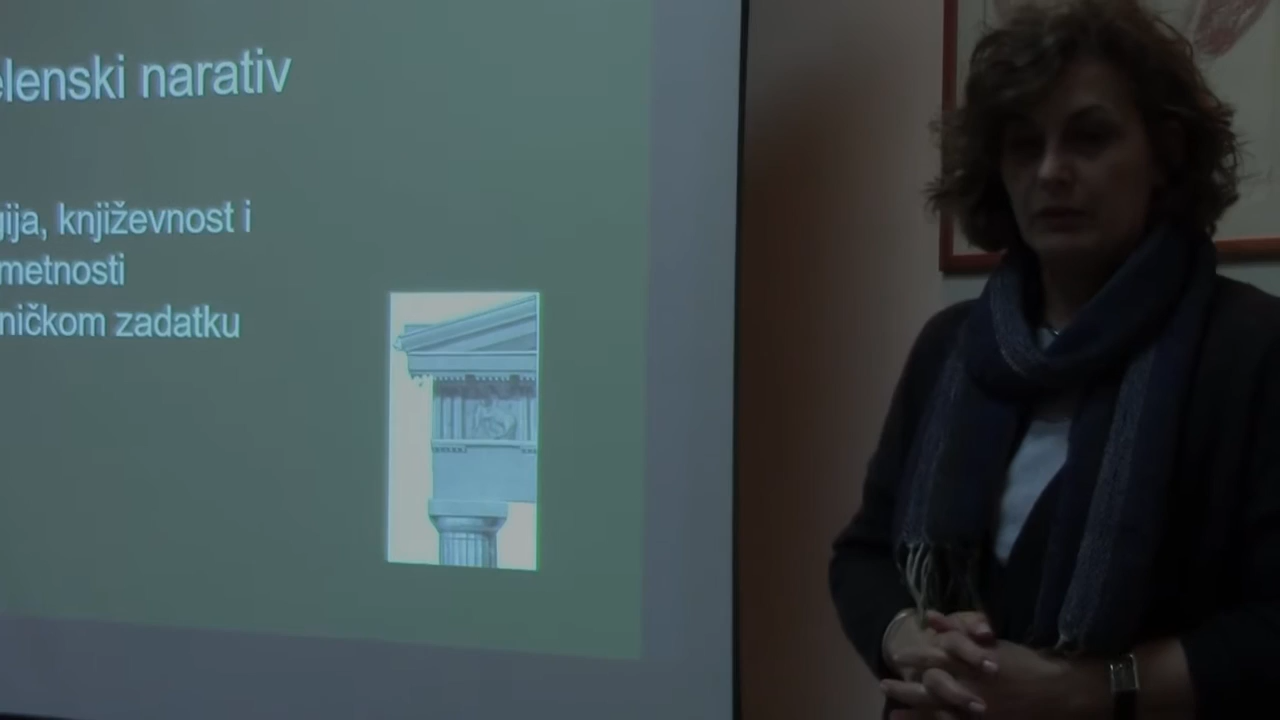 elenski narativ
gija, književnost i
metnosti
ničkom zadatku